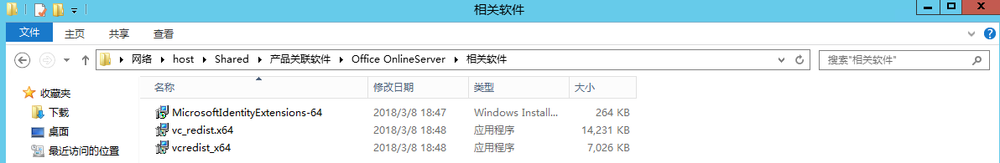 相关软件
文件 主页 共享 查看
网络 host Shared 产品关联软件 Office OnlineServer 相关软件 搜索"相关软件"
收藏夹
下载
桌面
最近访问的位置
名称 修改日期 类型 大小
MicrosoftIdentityExtensions-64 2018/3/8 18:47 Windows Install... 264 KB
vc_redist.x64 2018/3/8 18:48 应用程序 14,231 KB
vcredist_x64 2018/3/8 18:48 应用程序 7,026 KB